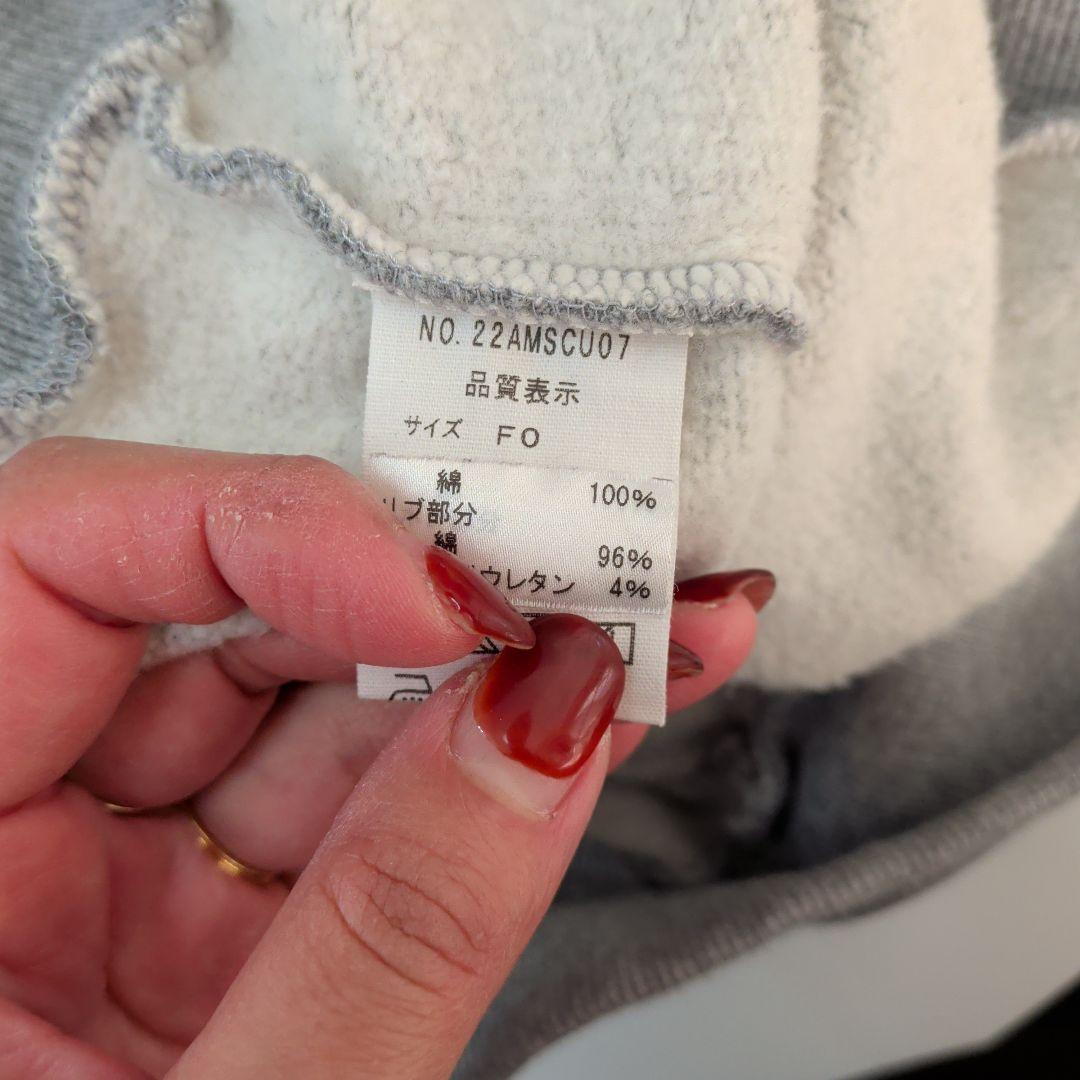 NO. 22AMSCU07
品質表示
サイズ FO
綿 100%
リブ部分
綿 96%
ウレタン 4%